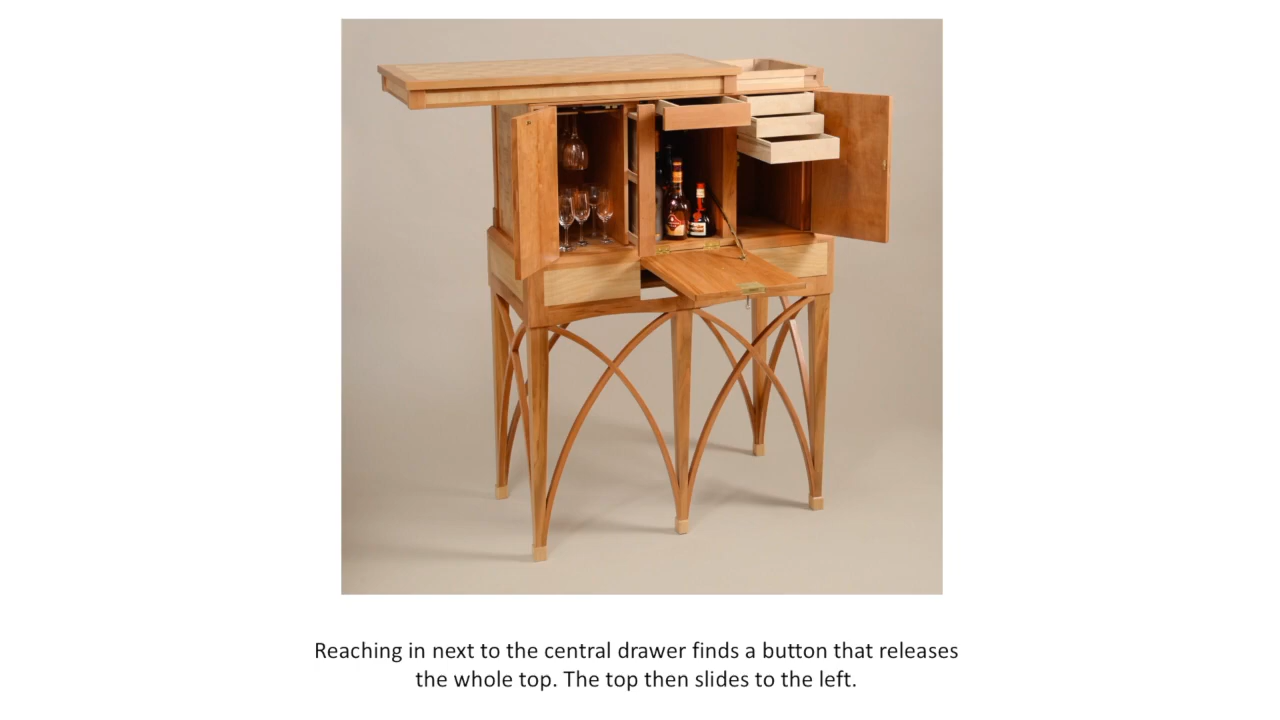 Reaching in next to the central drawer finds a button that releases
the whole top. The top then slides to the left.